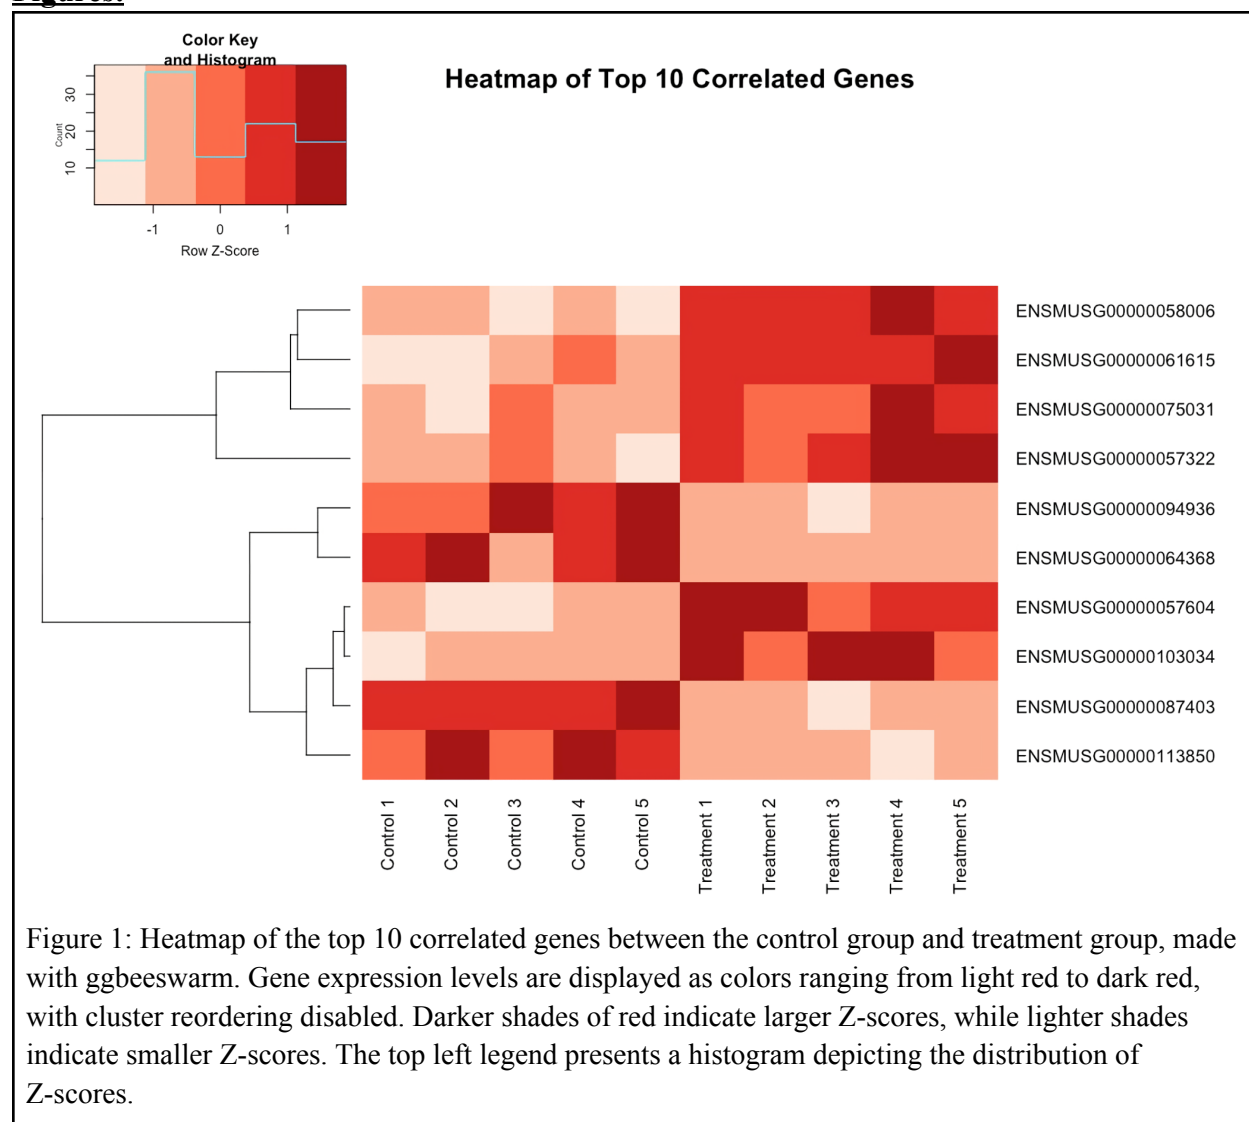 Figures:
Color Key
and Histogram
Heatmap of Top 10 Correlated Genes
Count
10
20
30
-1 0 1
Row Z-Score
ENSMUSG00000058006
ENSMUSG00000061615
ENSMUSG00000075031
ENSMUSG00000057322
ENSMUSG00000094936
ENSMUSG00000064368
ENSMUSG00000057604
ENSMUSG00000103034
ENSMUSG00000087403
ENSMUSG00000113850
Control 1
Control 2
Control 3
Control 4
Control 5
Treatment 1
Treatment 2
Treatment 3
Treatment 4
Treatment 5
Figure 1: Heatmap of the top 10 correlated genes between the control group and treatment group, made
with ggbeeswarm. Gene expression levels are displayed as colors ranging from light red to dark red,
with cluster reordering disabled. Darker shades of red indicate larger Z-scores, while lighter shades
indicate smaller Z-scores. The top left legend presents a histogram depicting the distribution of
Z-scores.